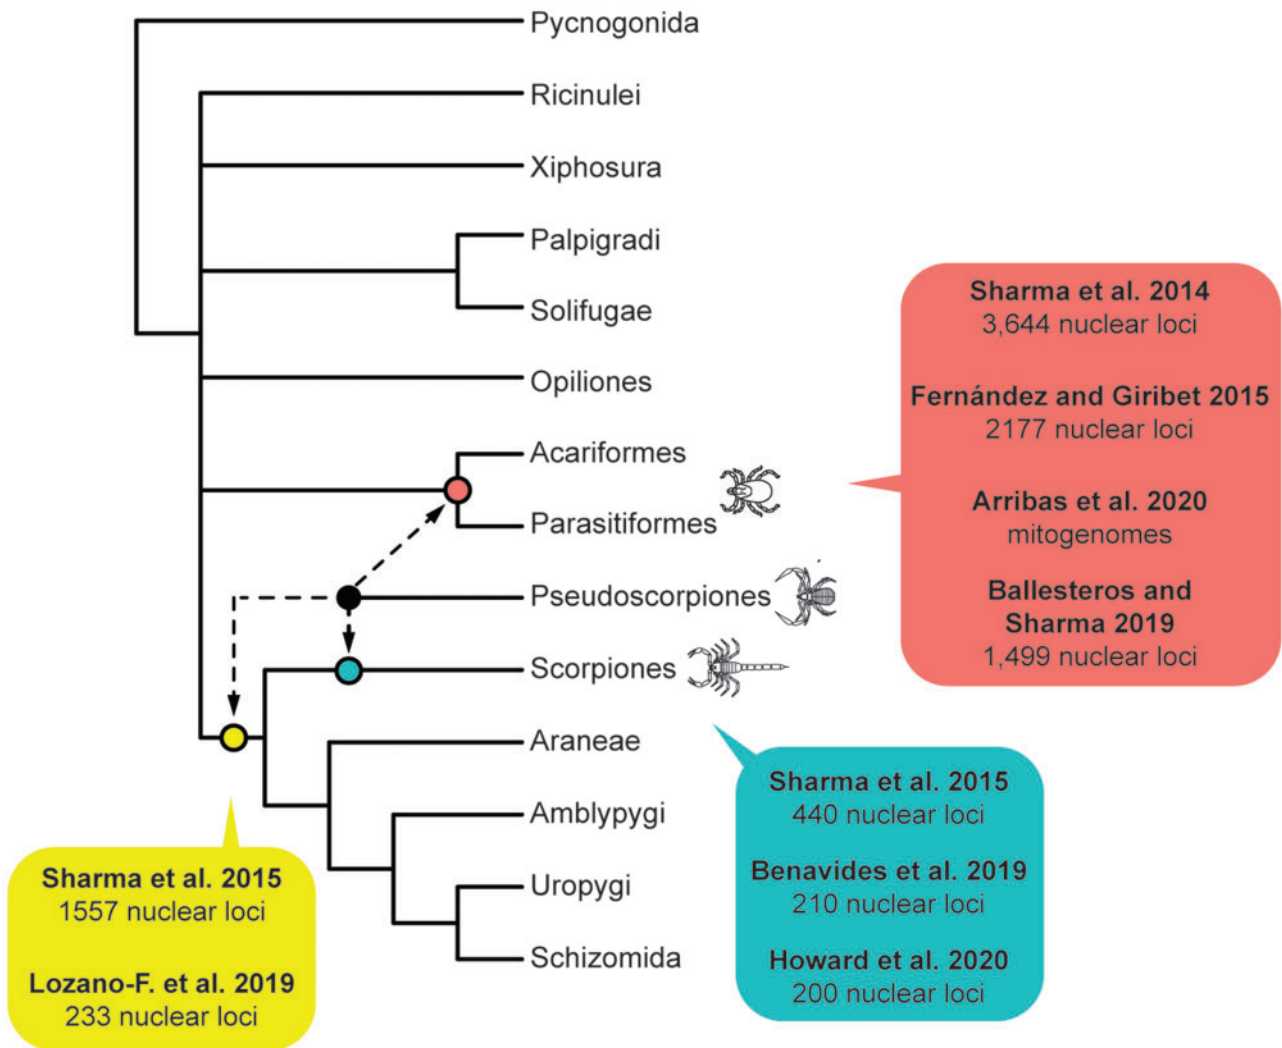 Pycnogonida
Ricinulei
Xiphosura
Palpigradi
Solifugae
Opiliones
Acariformes
Parasitiformes
Pseudoscorpiones
Scorpiones
Araneae
Amblypygi
Uropygi
Schizomida
Sharma et al. 2014
3,644 nuclear loci
Fernández and Giribet 2015
2177 nuclear loci
Arribas et al. 2020
mitogenomes
Ballesteros and
Sharma 2019
1,499 nuclear loci
Sharma et al. 2015
440 nuclear loci
Benavides et al. 2019
210 nuclear loci
Howard et al. 2020
200 nuclear loci
Sharma et al. 2015
1557 nuclear loci
Lozano-F. et al. 2019
233 nuclear loci